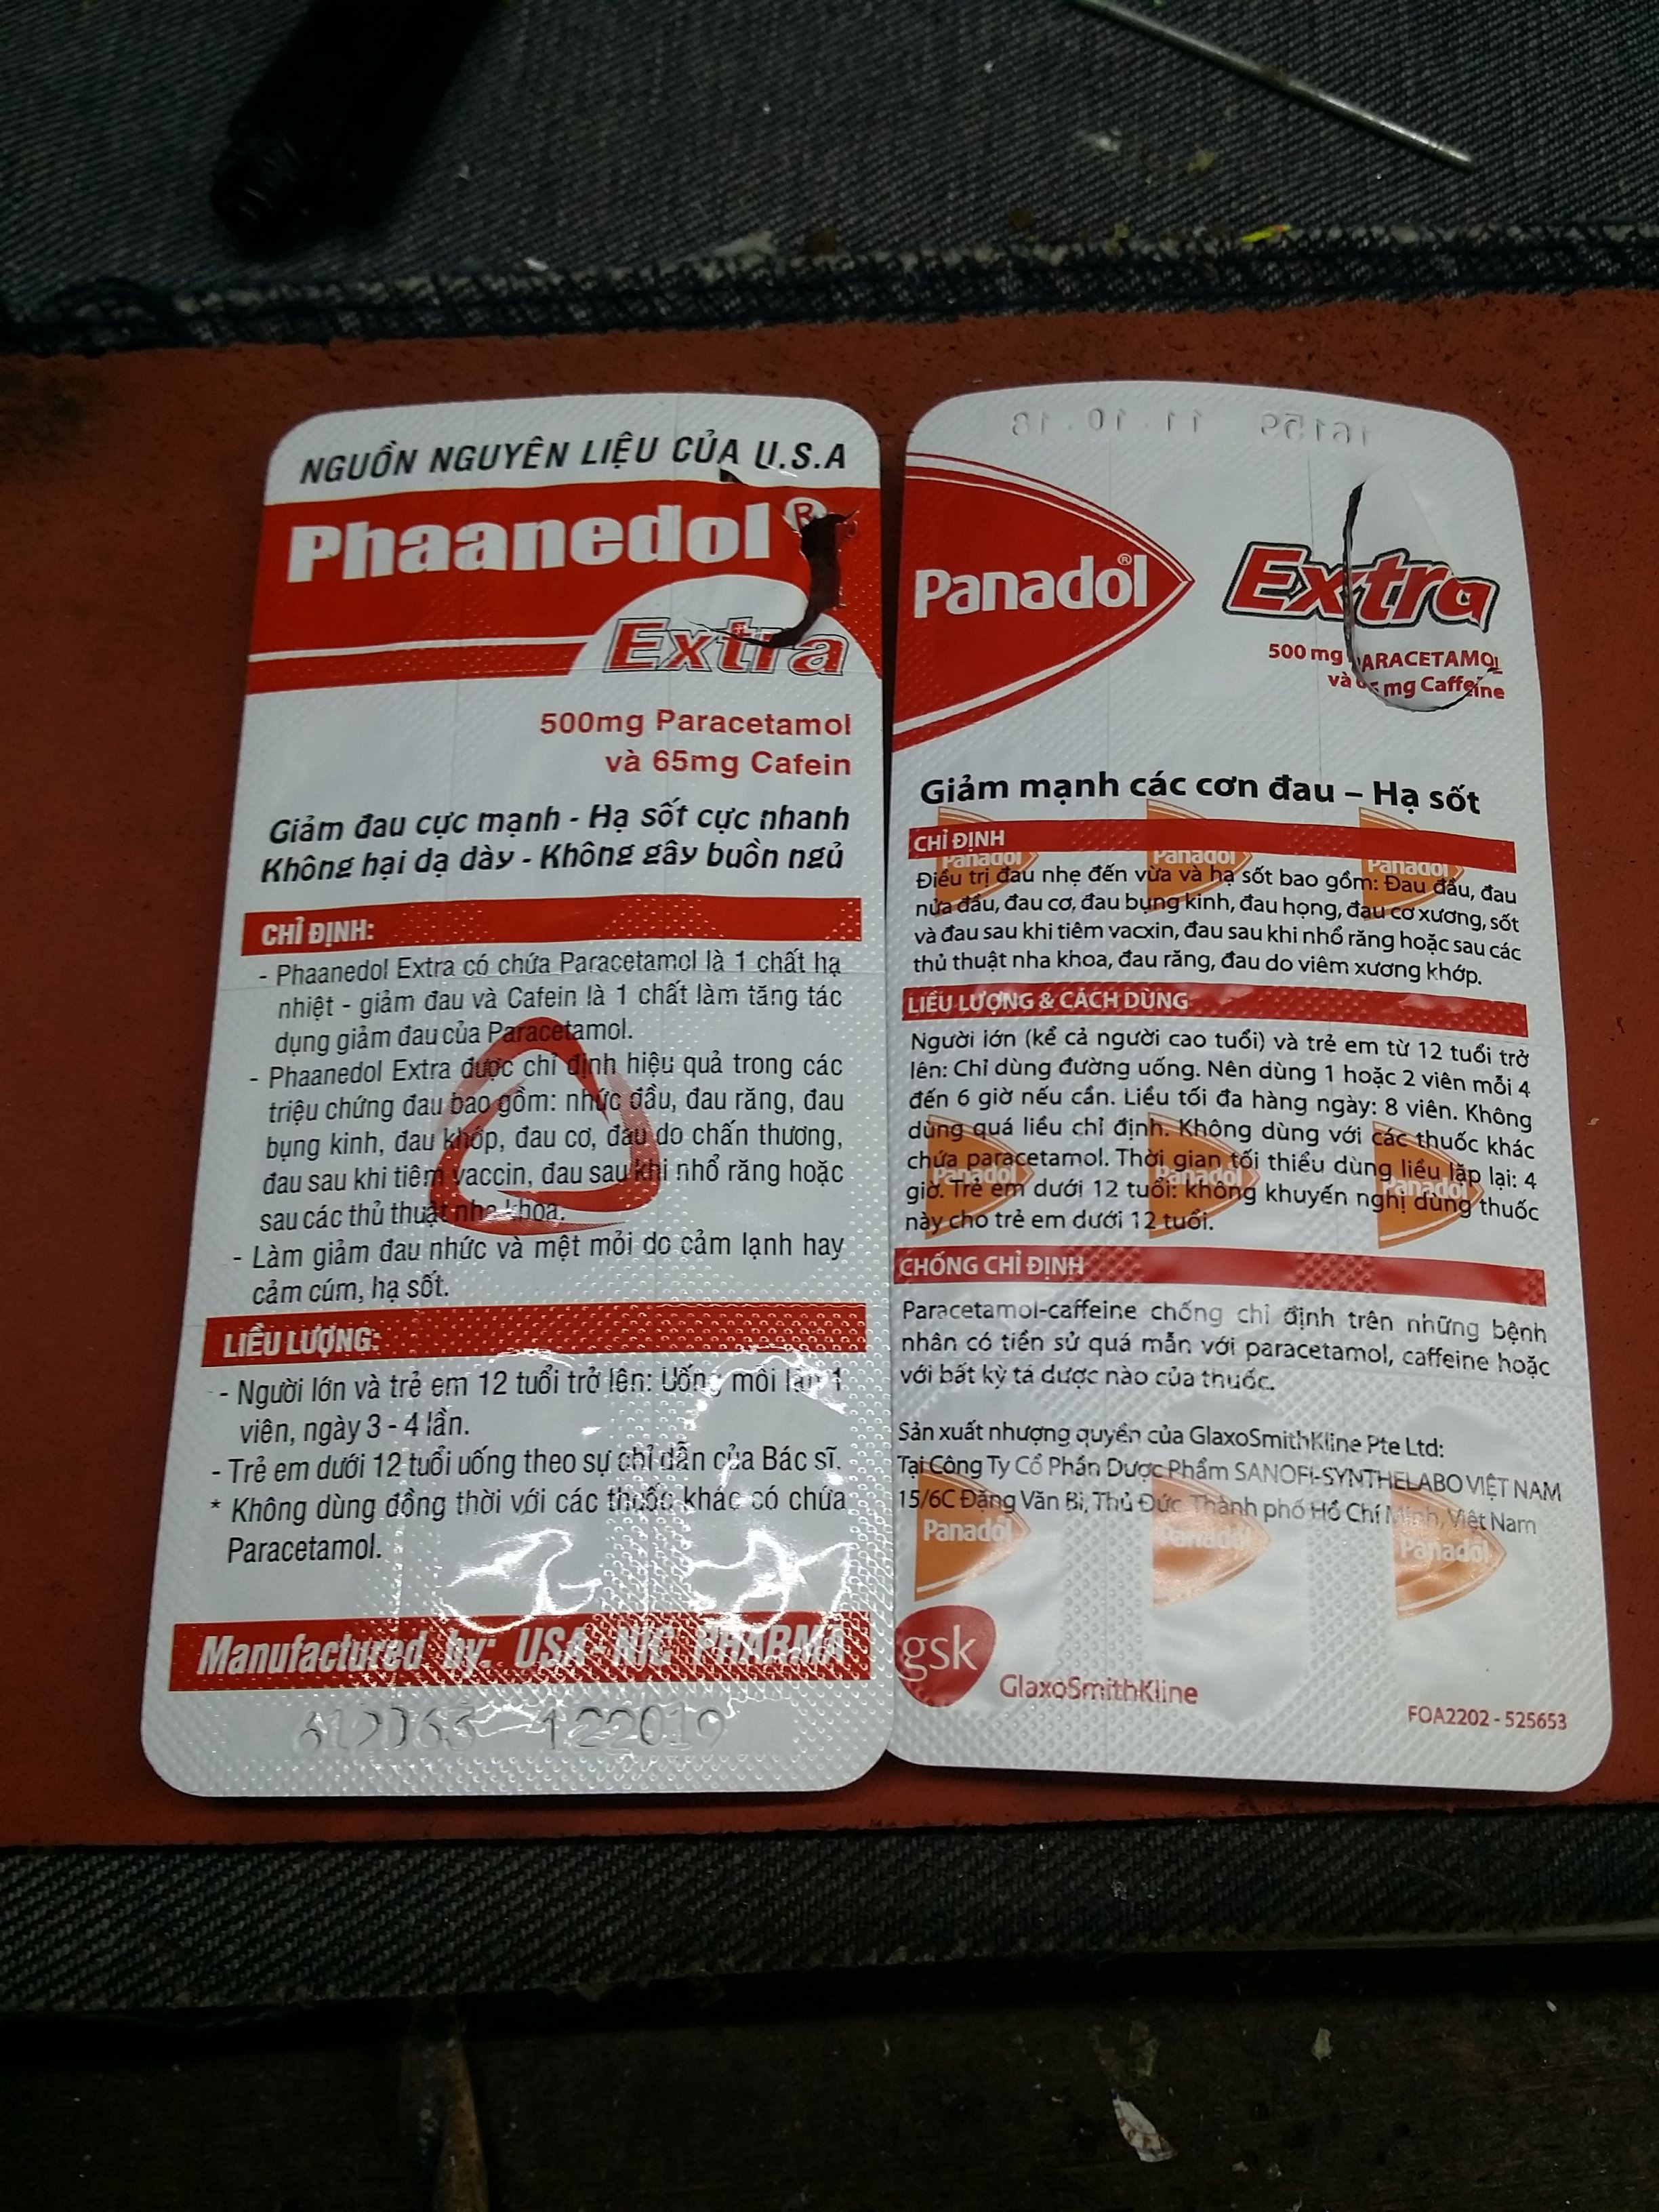 NGUỒN NGUYÊN LIỆU CỦA U.S.A
Phaanedol®
Extra
500mg Paracetamol
và 65mg Cafein
Giảm đau cực mạnh - Hạ sốt cực nhanh
Không hại dạ dày - Không gây buồn ngủ
CHỈ ĐỊNH:
- Phaanedol Extra có chứa Paracetamol là 1 chất hạ
nhiệt - giảm đau và Cafein là 1 chất làm tăng tác
dụng giảm đau của Paracetamol.
- Phaanedol Extra được chỉ định hiệu quả trong các
triệu chứng đau bao gồm: nhức đầu, đau răng, đau
bụng kinh, đau khớp, đau cơ, đau do chấn thương,
đau sau khi tiêm vaccin, đau sau khi nhổ răng hoặc
sau các thủ thuật nha khoa.
- Làm giảm đau nhức và mệt mỏi do cảm lạnh hay
cảm cúm, hạ sốt.
LIỀU LƯỢNG:
- Người lớn và trẻ em 12 tuổi trở lên: Uống mỗi lần 1
viên, ngày 3 - 4 lần.
- Trẻ em dưới 12 tuổi uống theo sự chỉ dẫn của Bác sĩ.
* Không dùng đồng thời với các thuốc khác có chứa
Paracetamol.
Manufactured by: USA-NIC PHARMA
122019
16159 11.10.18
Panadol®
Extra
500 mg PARACETAMOL
và mg Caffeine
Giảm mạnh các cơn đau – Hạ sốt
CHỈ ĐỊNH
Panadol Panadol Panadol
Điều trị đau nhẹ đến vừa và hạ sốt bao gồm: Đau đầu, đau
nửa đầu, đau cơ, đau bụng kinh, đau họng, đau cơ xương, sốt
và đau sau khi tiêm vacxin, đau sau khi nhổ răng hoặc sau các
thủ thuật nha khoa, đau răng, đau do viêm xương khớp.
LIỀU LƯỢNG & CÁCH DÙNG
Người lớn (kể cả người cao tuổi) và trẻ em từ 12 tuổi trở
lên: Chỉ dùng đường uống. Nên dùng 1 hoặc 2 viên mỗi 4
đến 6 giờ nếu cần. Liều tối đa hàng ngày: 8 viên. Không
dùng quá liều chỉ định. Không dùng với các thuốc khác
chứa paracetamol. Thời gian tối thiểu dùng liều lặp lại: 4
Panadol Panadol Panadol
giờ. Trẻ em dưới 12 tuổi: không khuyến nghị dùng thuốc
này cho trẻ em dưới 12 tuổi.
CHỐNG CHỈ ĐỊNH
Paracetamol-caffeine chống chỉ định trên những bệnh
nhân có tiền sử quá mẫn với paracetamol, caffeine hoặc
với bất kỳ tá dược nào của thuốc.
Sản xuất nhượng quyền của GlaxoSmithKline Pte Ltd:
Tại Công Ty Cổ Phần Dược Phẩm SANOFI-SYNTHELABO VIỆT NAM
15/6C Đặng Văn Bi, Thủ Đức, Thành phố Hồ Chí Minh, Việt Nam
Panadol Panadol Panadol
gsk
GlaxoSmithKline
FOA2202 - 525653